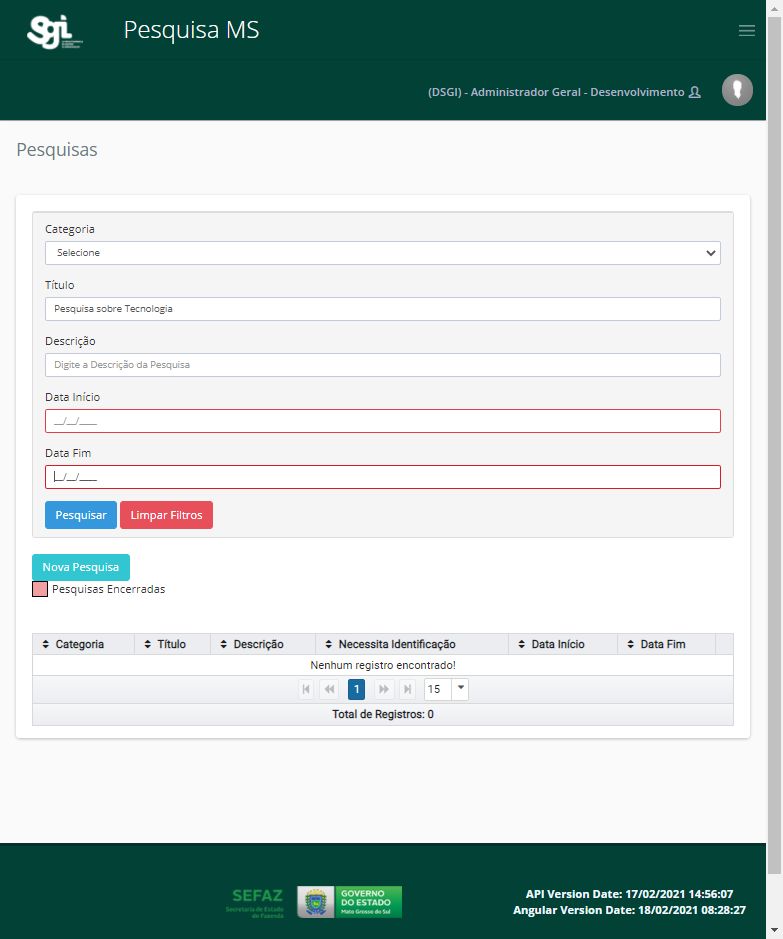 Sgi
Pesquisa MS
(DSGI) - Administrador Geral - Desenvolvimento
Pesquisas
Categoria
Selecione
Título
Pesquisa sobre Tecnologia
Descrição
Digite a Descrição da Pesquisa
Data Início
__/__/____
Data Fim
__/__/____
Pesquisar Limpar Filtros
Nova Pesquisa
Pesquisas Encerradas
Categoria Título Descrição Necessita Identificação Data Início Data Fim
Nenhum registro encontrado!
1 15
Total de Registros: 0
SEFAZ
Secretaria de Estado
de Fazenda
GOVERNO
DO ESTADO
Mato Grosso do Sul
API Version Date: 17/02/2021 14:56:07
Angular Version Date: 18/02/2021 08:28:27